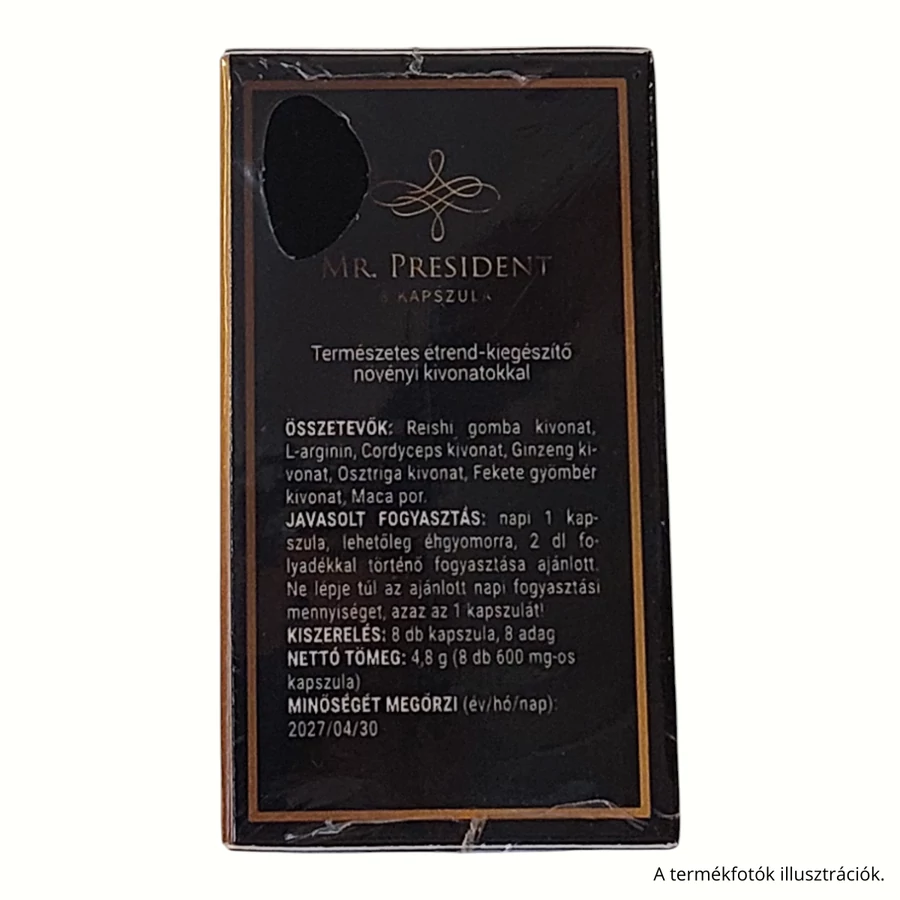 MR. PRESIDENT
8 KAPSZULA
Természetes étrend-kiegészítő
növényi kivonatokkal
ÖSSZETEVŐK: Reishi gomba kivonat,
L-arginin, Cordyceps kivonat, Ginzeng ki-
vonat, Osztriga kivonat, Fekete gyömbér
kivonat, Maca por.
JAVASOLT FOGYASZTÁS: napi 1 kap-
szula, lehetőleg éhgyomorra, 2 dl fo-
lyadékkal történő fogyasztása ajánlott.
Ne lépje túl az ajánlott napi fogyasztási
mennyiséget, azaz az 1 kapszulát!
KISZERELÉS: 8 db kapszula, 8 adag
NETTÓ TÖMEG: 4,8 g (8 db 600 mg-os
kapszula)
MINŐSÉGÉT MEGŐRZI (év/hó/nap):
2027/04/30
A termékfotók illusztrációk.